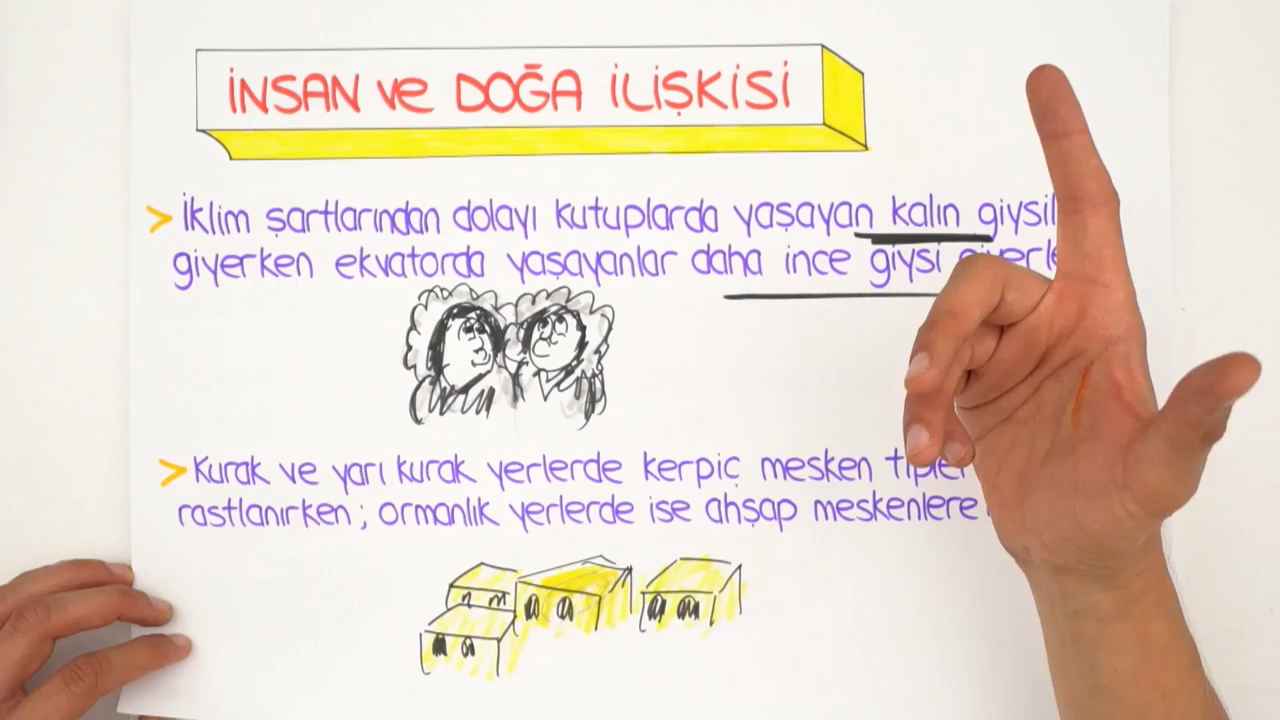 İNSAN ve DOĞA İLİŞKİSİ
> İklim şartlarından dolayı kutuplarda yaşayan kalın
giyerken ekvatorda yaşayanlar daha ince giysi
> Kurak ve yarı kurak yerlerde kerpiç mesken
rastlanırken; ormanlık yerlerde ise ahşap meskenlere